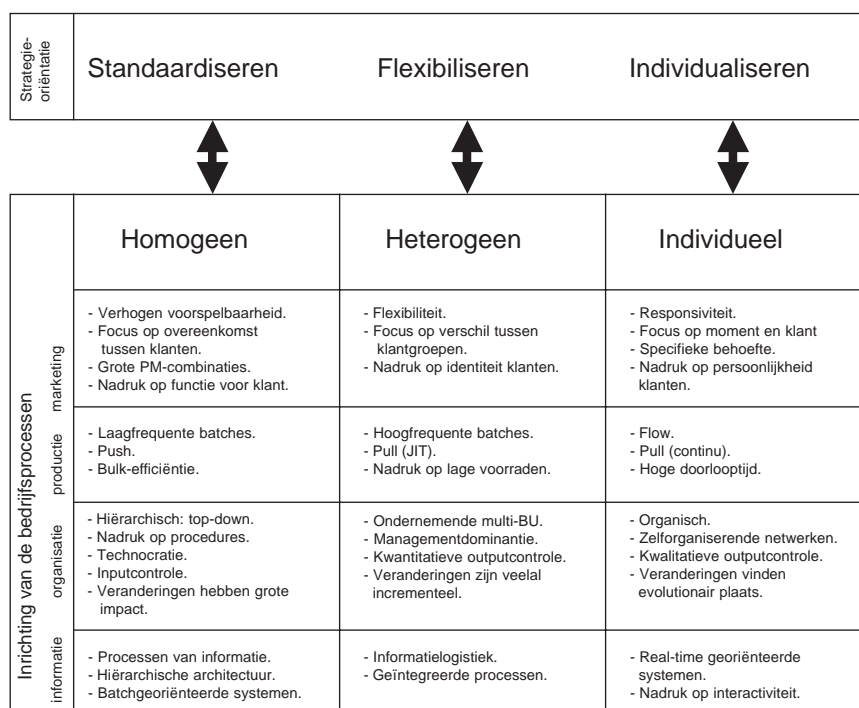 Strategie-
oriëntatie
Standaardiseren
Flexibiliseren
Individualiseren
Inrichting van de bedrijfsprocessen
Homogeen
Heterogeen
Individueel
marketing
- Verhogen voorspelbaarheid.
- Focus op overeenkomst
tussen klanten.
- Grote PM-combinaties.
- Nadruk op functie voor klant.
- Flexibiliteit.
- Focus op verschil tussen
klantgroepen.
- Nadruk op identiteit klanten.
- Responsiviteit.
- Focus op moment en klant
- Specifieke behoefte.
- Nadruk op persoonlijkheid
klanten.
productie
- Laagfrequente batches.
- Push.
- Bulk-efficiëntie.
- Hoogfrequente batches.
- Pull (JIT).
- Nadruk op lage voorraden.
- Flow.
- Pull (continu).
- Hoge doorlooptijd.
organisatie
- Hiërarchisch: top-down.
- Nadruk op procedures.
- Technocratie.
- Inputcontrole.
- Veranderingen hebben grote
impact.
- Ondernemende multi-BU.
- Managementdominantie.
- Kwantitatieve outputcontrole.
- Veranderingen zijn veelal
incrementeel.
- Organisch.
- Zelforganiserende netwerken.
- Kwalitatieve outputcontrole.
- Veranderingen vinden
evolutionair plaats.
informatie
- Processen van informatie.
- Hiërarchische architectuur.
- Batchgeoriënteerde systemen.
- Informatielogistiek.
- Geïntegreerde processen.
- Real-time georiënteerde
systemen.
- Nadruk op interactiviteit.